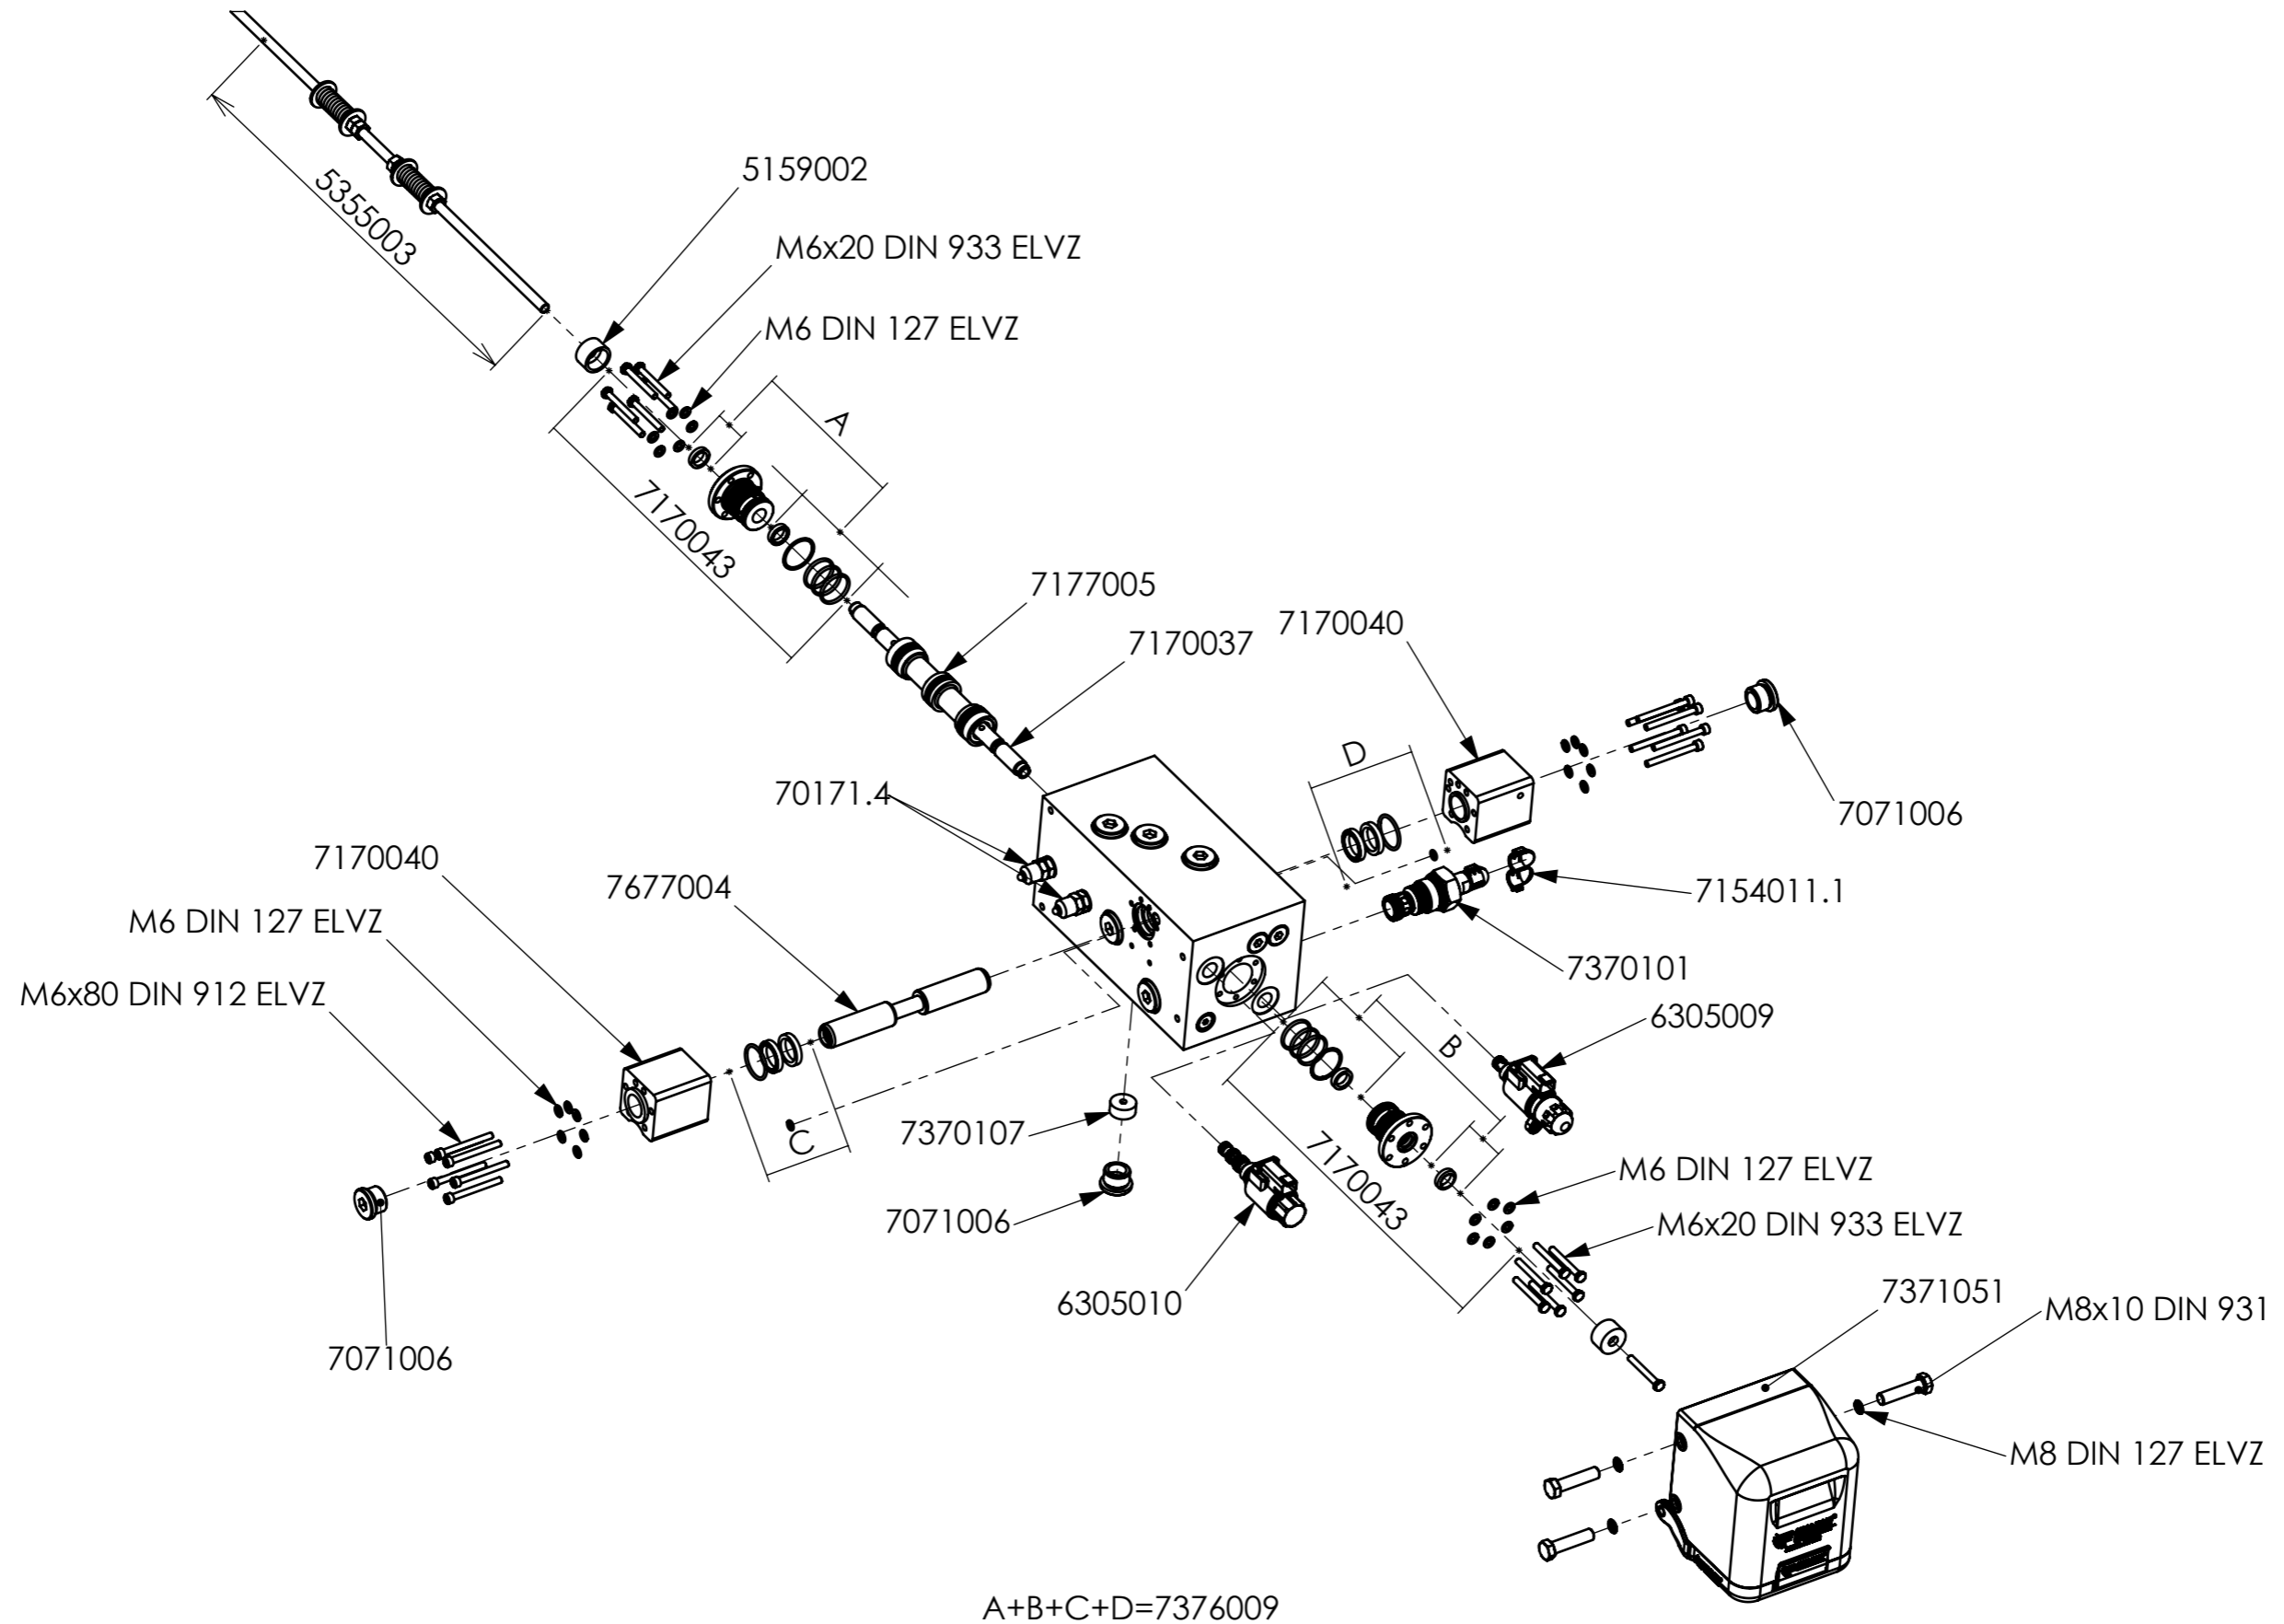 5355003
5159002
M6x20 DIN 933 ELVZ
M6 DIN 127 ELVZ
A
7170043
7177005
7170037
7170040
D
7071006
70171.4
7170040
7677004
7154011.1
M6 DIN 127 ELVZ
7370101
M6x80 DIN 912 ELVZ
6305009
B
C
7370107
7170043
M6 DIN 127 ELVZ
7071006
M6x20 DIN 933 ELVZ
6305010
7371051
M8x10 DIN 931
7071006
M8 DIN 127 ELVZ
A+B+C+D=7376009